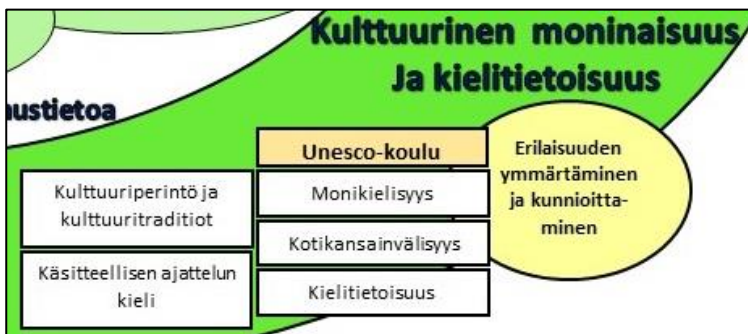 Kulttuurinen moninaisuus
Ja kielitietoisuus
ustietoa
Unesco-koulu
Erilaisuuden
ymmärtäminen
ja kunnioitta-
minen
Kulttuuriperintö ja
kulttuuritraditiot
Monikielisyys
Kotikansainvälisyys
Käsitteellisen ajattelun
kieli
Kielitietoisuus